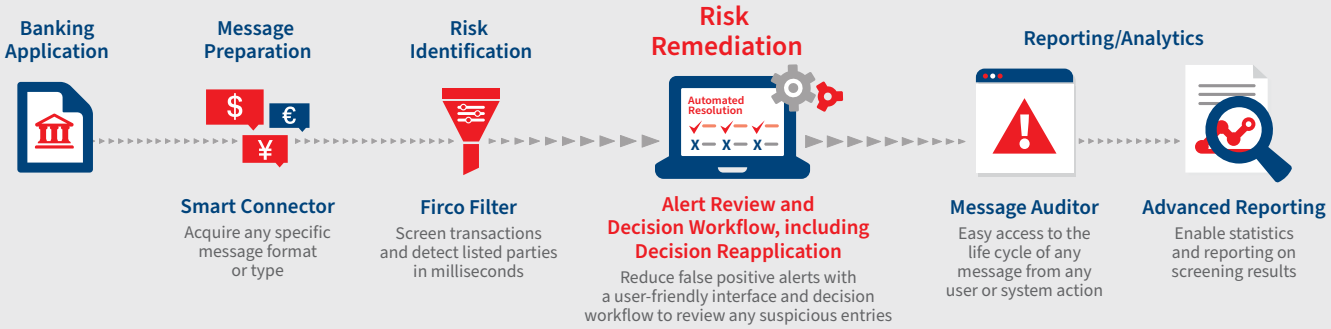 Banking
Application
Message
Preparation
Risk
Identification
Risk
Remediation
Reporting/Analytics
$
€
¥
Automated
Resolution
X – X – X –
Smart Connector
Acquire any specific
message format
or type
Firco Filter
Screen transactions
and detect listed parties
in milliseconds
Alert Review and
Decision Workflow, including
Decision Reapplication
Reduce false positive alerts with
a user-friendly interface and decision
workflow to review any suspicious entries
Message Auditor
Easy access to the
life cycle of any
message from any
user or system action
Advanced Reporting
Enable statistics
and reporting on
screening results